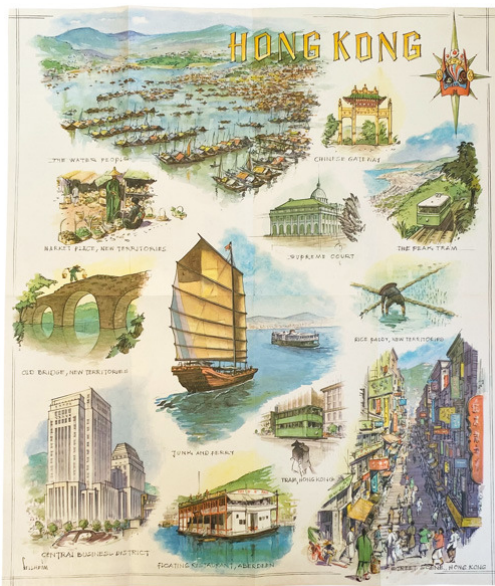 HONG KONG
THE WATER PEOPLE
CHINESE GATEWAY
MARKET PLACE, NEW TERRITORIES
SUPREME COURT
THE PEAK TRAM
OLD BRIDGE, NEW TERRITORIES
RICE PADDY, NEW TERRITORIES
JUNK AND FERRY
TRAM, HONG KONG
CENTRAL BUSINESS DISTRICT
FLOATING RESTAURANT, ABERDEEN
STREET SCENE, HONG KONG